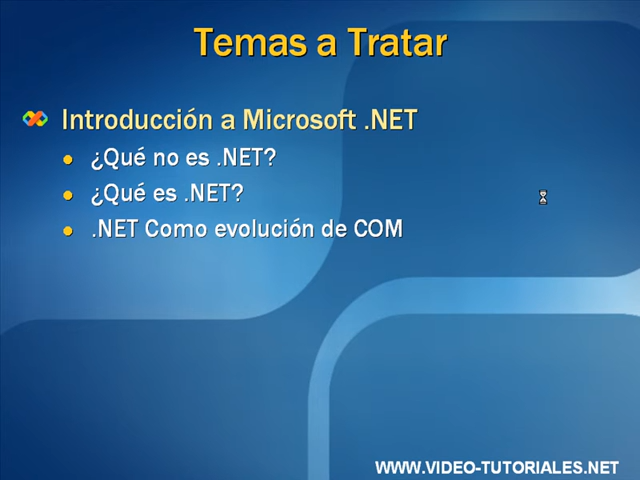 Temas a Tratar
Introducción a Microsoft .NET
¿Qué no es .NET?
¿Qué es .NET?
.NET Como evolución de COM
WWW.VIDEO-TUTORIALES.NET